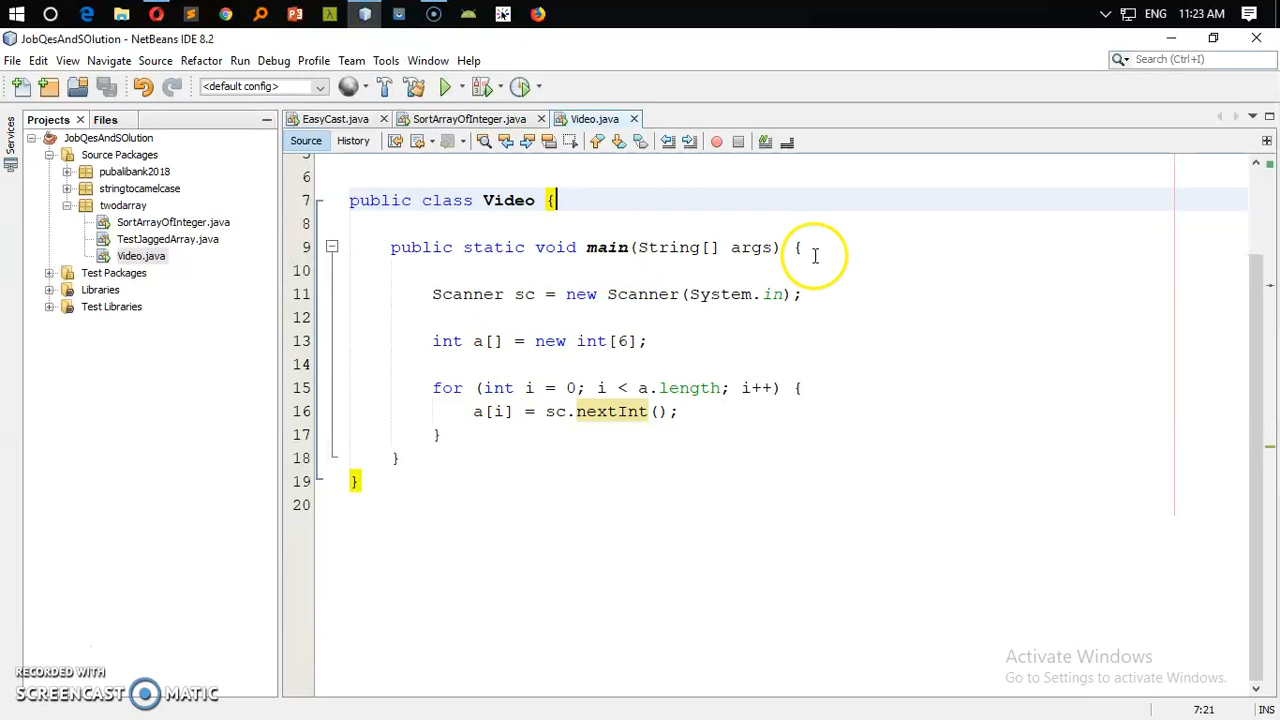 ENG 11:23 AM
JobQesAndSOlution - NetBeans IDE 8.2
File Edit View Navigate Source Refactor Run Debug Profile Team Tools Window Help
Search (Ctrl+I)
<default config>
Services
Projects Files
EasyCast.java SortArrayOfInteger.java Video.java
Source History
JobQesAndSOlution
Source Packages
pubalibank2018
stringtocamelcase
twodarray
SortArrayOfInteger.java
TestJaggedArray.java
Video.java
Test Packages
Libraries
Test Libraries
6
7 public class Video {
8
9 public static void main(String[] args) {
10
11 Scanner sc = new Scanner(System.in);
12
13 int a[] = new int[6];
14
15 for (int i = 0; i < a.length; i++) {
16 a[i] = sc.nextInt();
17 }
18 }
19 }
20
Activate Windows
Go to Settings to activate Windows.
RECORDED WITH
SCREENCAST MATIC
7:21 INS